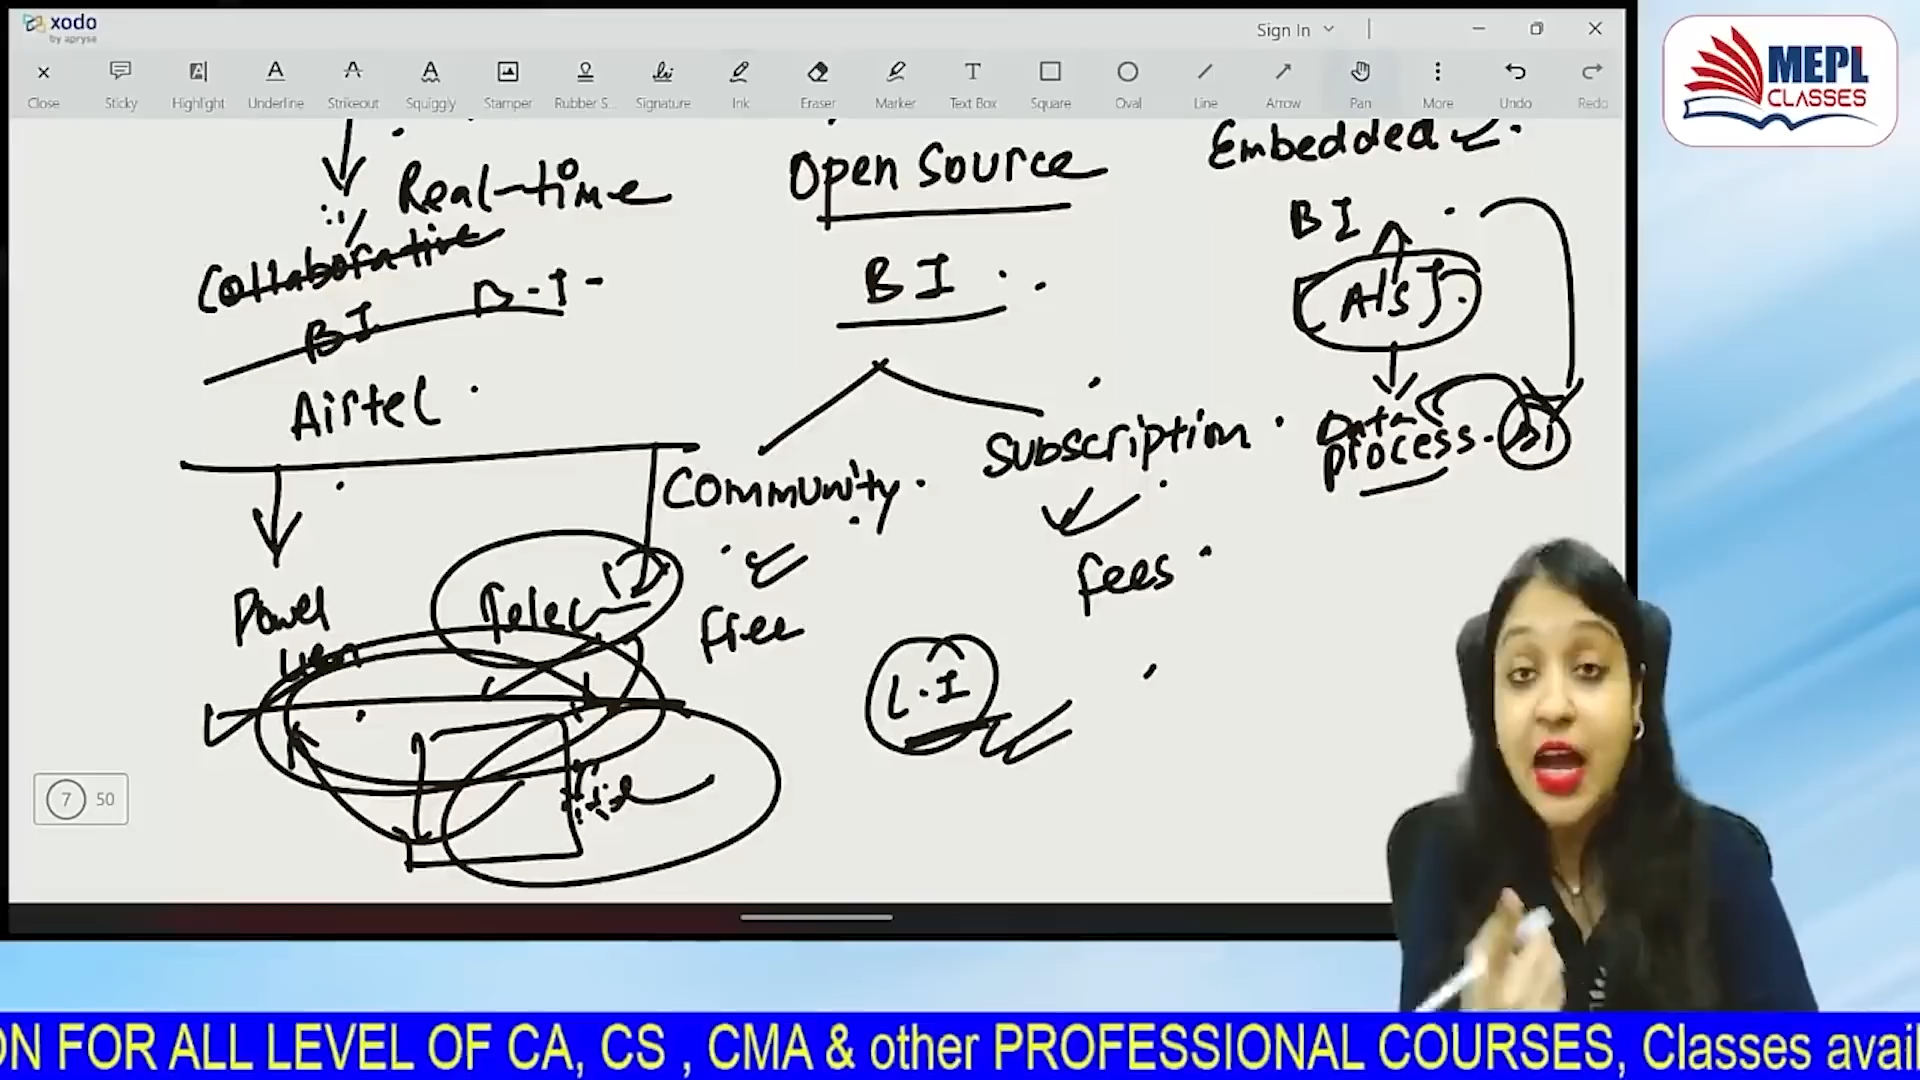 xodo
by apryse
Sign In
Close
Sticky
Highlight
Underline
Strikeout
Squiggly
Stamper
Rubber S...
Signature
Ink
Eraser
Marker
Text Box
Square
Oval
Line
Arrow
Pan
More
Undo
Redo
MEPL
CLASSES
Real-time
Collaborative
BI
B.I
Airtel
Telec
Open Source
BI
Community
Free
Subscription
fees
L.I
Embedded
BI
[AIS]
Data
process
BI
7 50
ON FOR ALL LEVEL OF CA, CS , CMA & other PROFESSIONAL COURSES, Classes avail